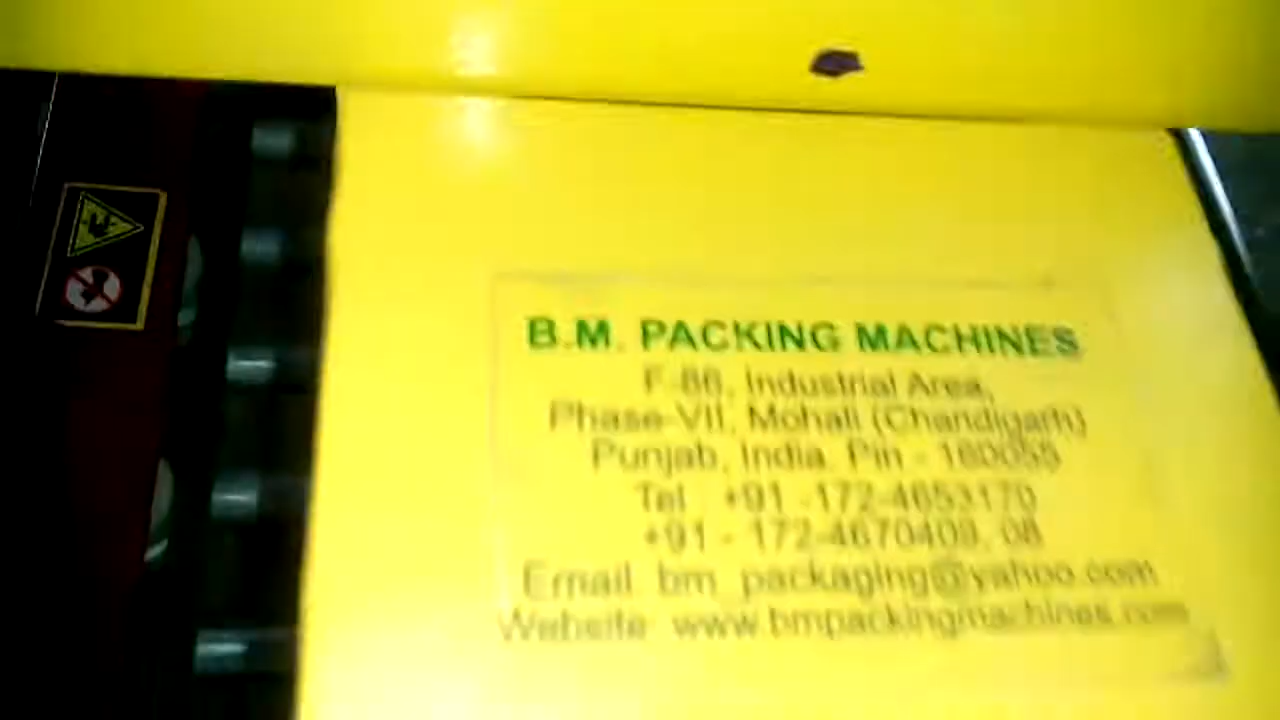 B.M. PACKING MACHINES
F-86, Industrial Area,
Phase-VII, Mohali (Chandigarh)
Punjab, India. Pin - 160055
Tel : +91 -172-4653170
+91 - 172-4670409, 08
Email: bm_packaging@yahoo.com
Website: www.bmpackingmachines.com